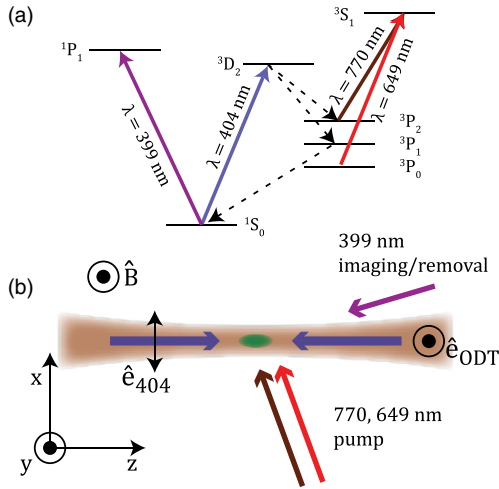 (a)
³S₁
¹P₁
³D₂
λ = 770 nm
λ = 649 nm
λ = 399 nm
λ = 404 nm
³P₂
³P₁
³P₀
¹S₀
399 nm
imaging/removal
(b)
B̂
x
ê₄₀₄
ê_ODT
770, 649 nm
pump
y
z